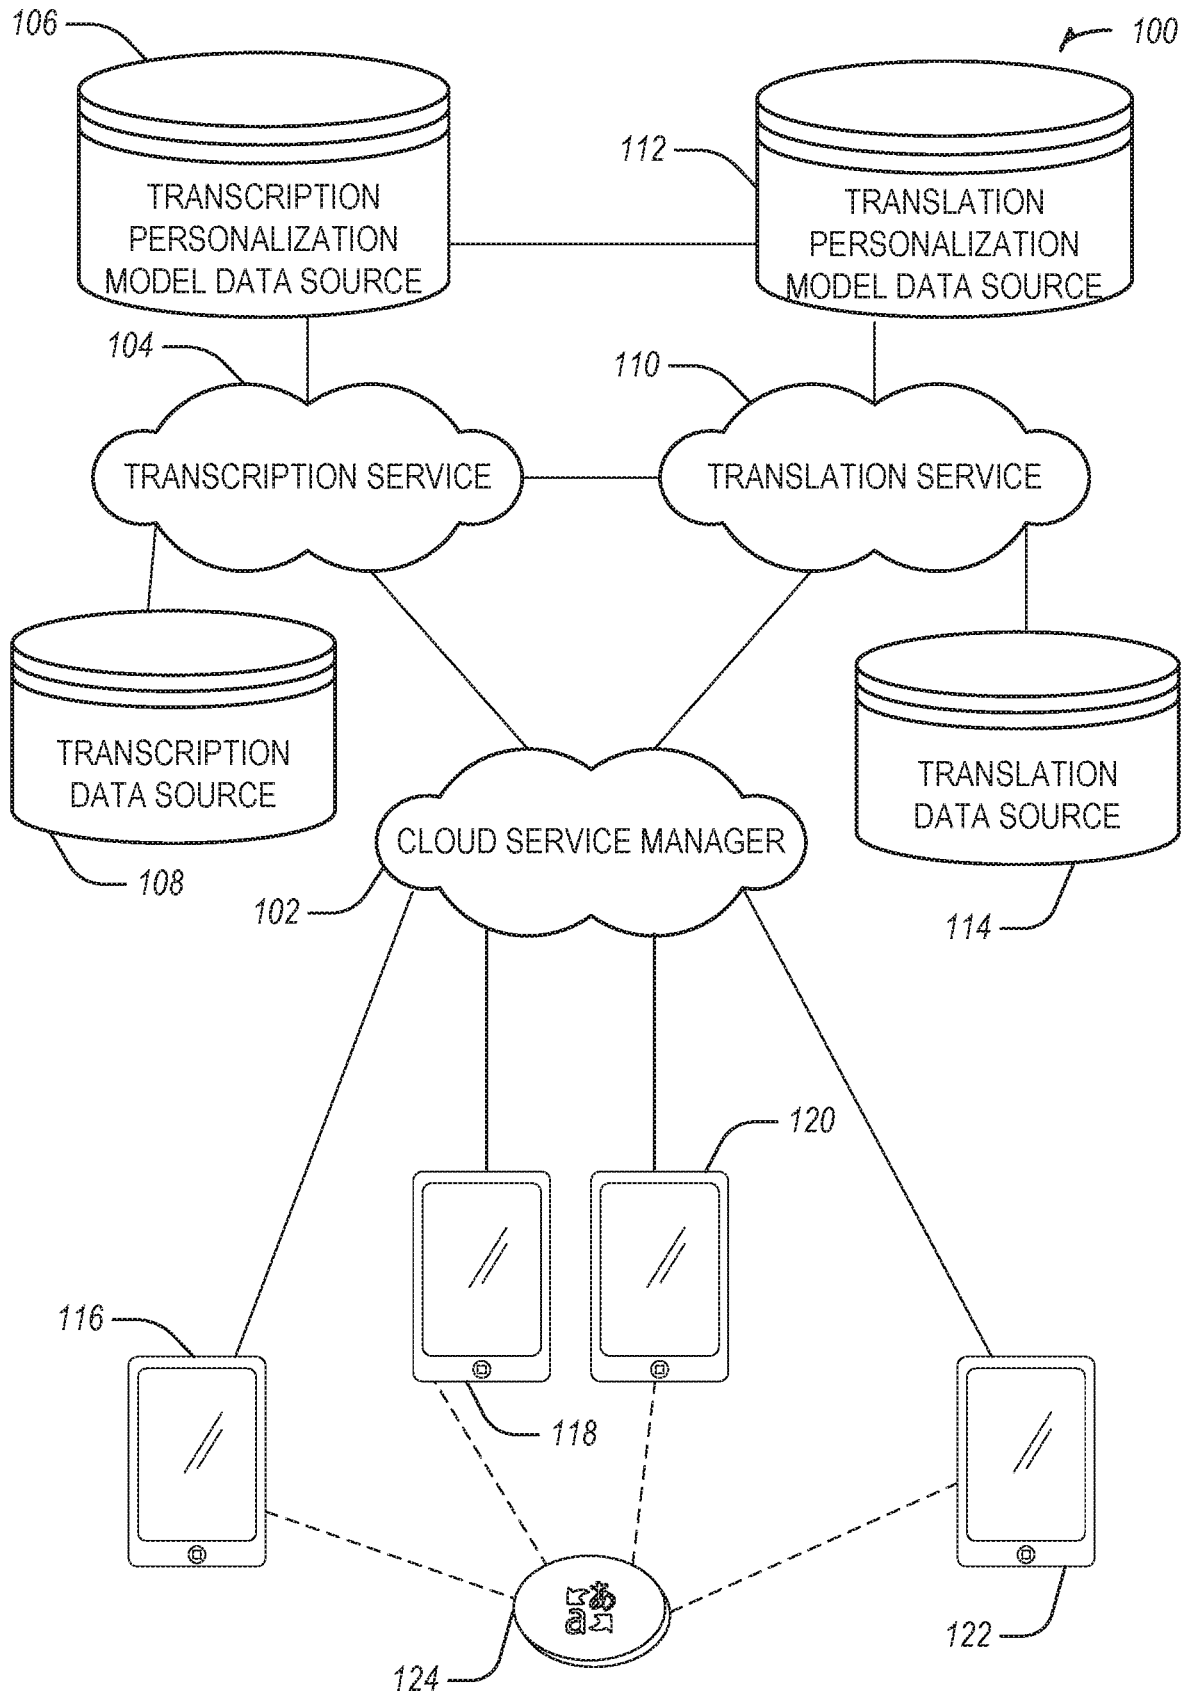 106
100
112
TRANSCRIPTION
PERSONALIZATION
MODEL DATA SOURCE
TRANSLATION
PERSONALIZATION
MODEL DATA SOURCE
104
110
TRANSCRIPTION SERVICE
TRANSLATION SERVICE
TRANSCRIPTION
DATA SOURCE
TRANSLATION
DATA SOURCE
CLOUD SERVICE MANAGER
108
102
114
120
116
118
あ
a
122
124